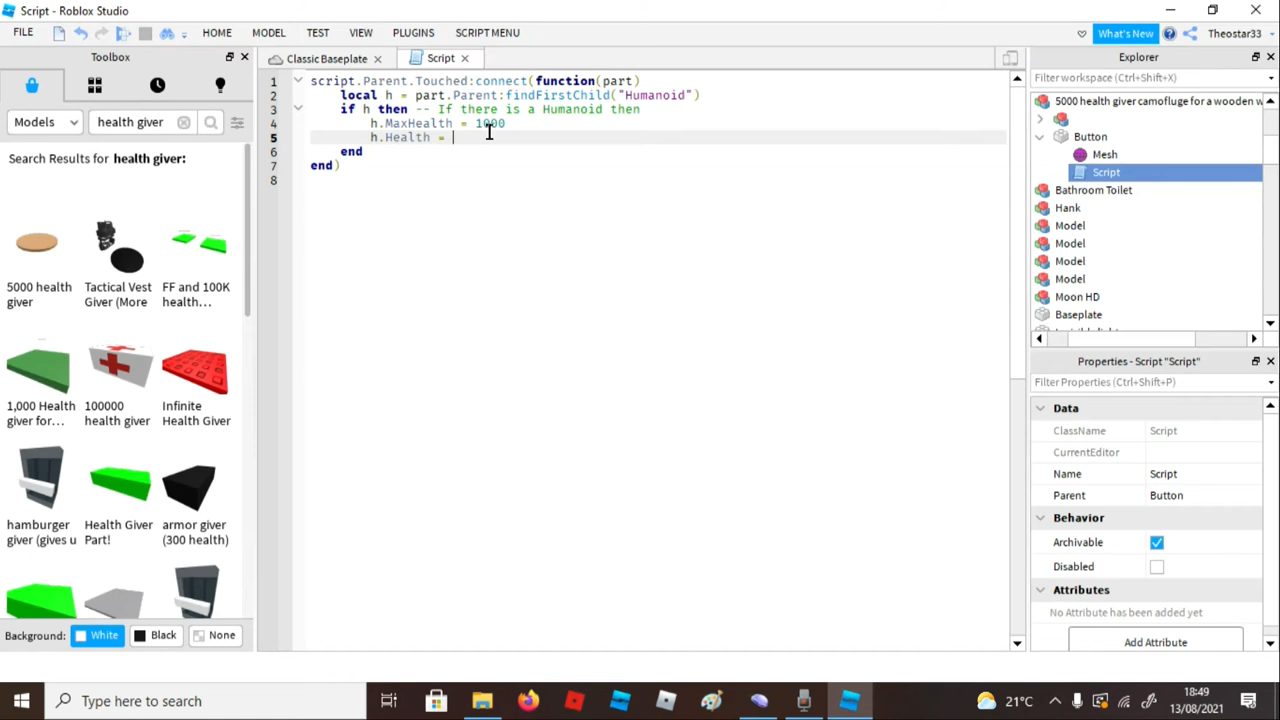 Script - Roblox Studio
FILE HOME MODEL TEST VIEW PLUGINS SCRIPT MENU What's New Theostar33
Toolbox
Models health giver
Search Results for health giver:
5000 health giver
Tactical Vest Giver (More
FF and 100K health...
1,000 Health giver for...
100000 health giver
Infinite Health Giver
hamburger giver (gives u
Health Giver Part!
armor giver (300 health)
Background: White Black None
Classic Baseplate Script
1 script.Parent.Touched:connect(function(part)
2 local h = part.Parent:findFirstChild("Humanoid")
3 if h then -- If there is a Humanoid then
4 h.MaxHealth = 1000
5 h.Health =
6 end
7 end)
8
Explorer
Filter workspace (Ctrl+Shift+X)
5000 health giver camofluge for a wooden w
Button
Mesh
Script
Bathroom Toilet
Hank
Model
Model
Model
Model
Moon HD
Baseplate
Properties - Script "Script"
Filter Properties (Ctrl+Shift+P)
Data
ClassName Script
CurrentEditor
Name Script
Parent Button
Behavior
Archivable
Disabled
Attributes
No Attribute has been added yet
Add Attribute
Type here to search
21°C
18:49
13/08/2021